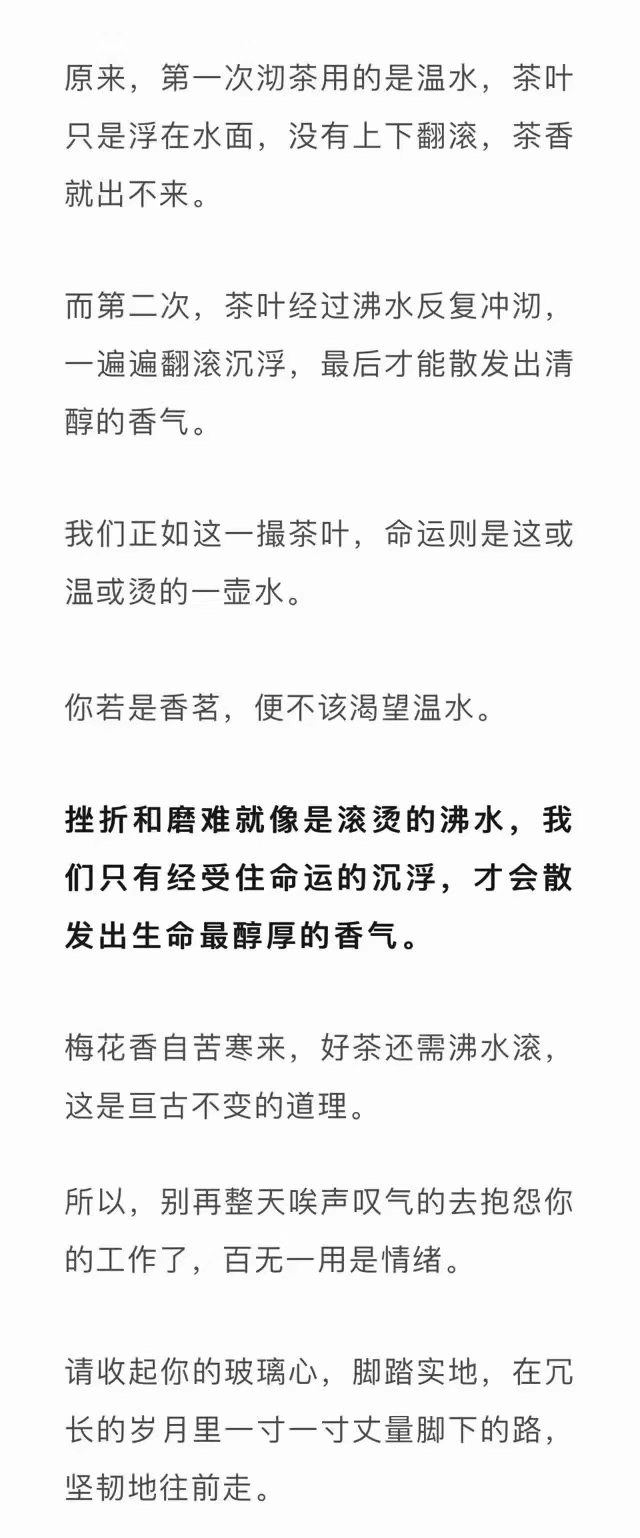 原来，第一次沏茶用的是温水，茶叶
只是浮在水面，没有上下翻滚，茶香
就出不来。
而第二次，茶叶经过沸水反复冲沏，
一遍遍翻滚沉浮，最后才能散发出清
醇的香气。
我们正如这一撮茶叶，命运则是这或
温或烫的一壶水。
你若是香茗，便不该渴望温水。
挫折和磨难就像是滚烫的沸水，我
们只有经受住命运的沉浮，才会散
发出生命最醇厚的香气。
梅花香自苦寒来，好茶还需沸水滚，
这是亘古不变的道理。
所以，别再整天唉声叹气的去抱怨你
的工作了，百无一用是情绪。
请收起你的玻璃心，脚踏实地，在冗
长的岁月里一寸一寸丈量脚下的路，
坚韧地往前走。